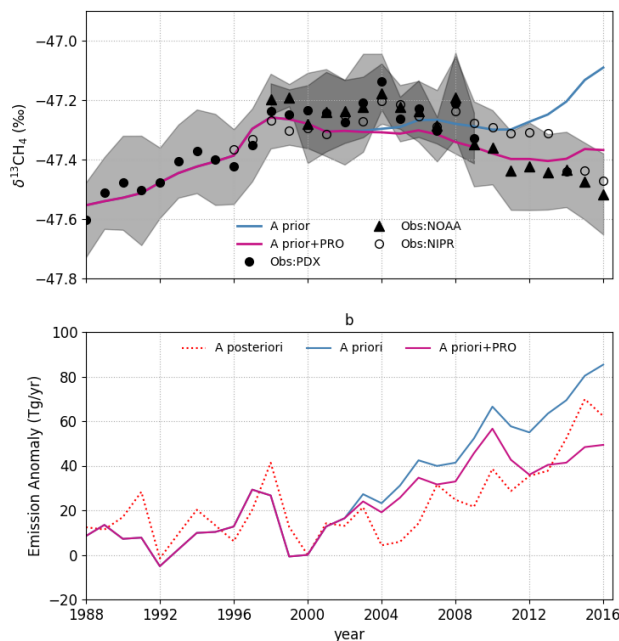 −47.0
−47.2
−47.4
−47.6
−47.8
δ¹³CH₄ (‰)
A prior
A prior+PRO
Obs:PDX
Obs:NOAA
Obs:NIPR
b
100
80
60
40
20
0
−20
Emission Anomaly (Tg/yr)
A posteriori
A priori
A priori+PRO
1988 1992 1996 2000 2004 2008 2012 2016
year